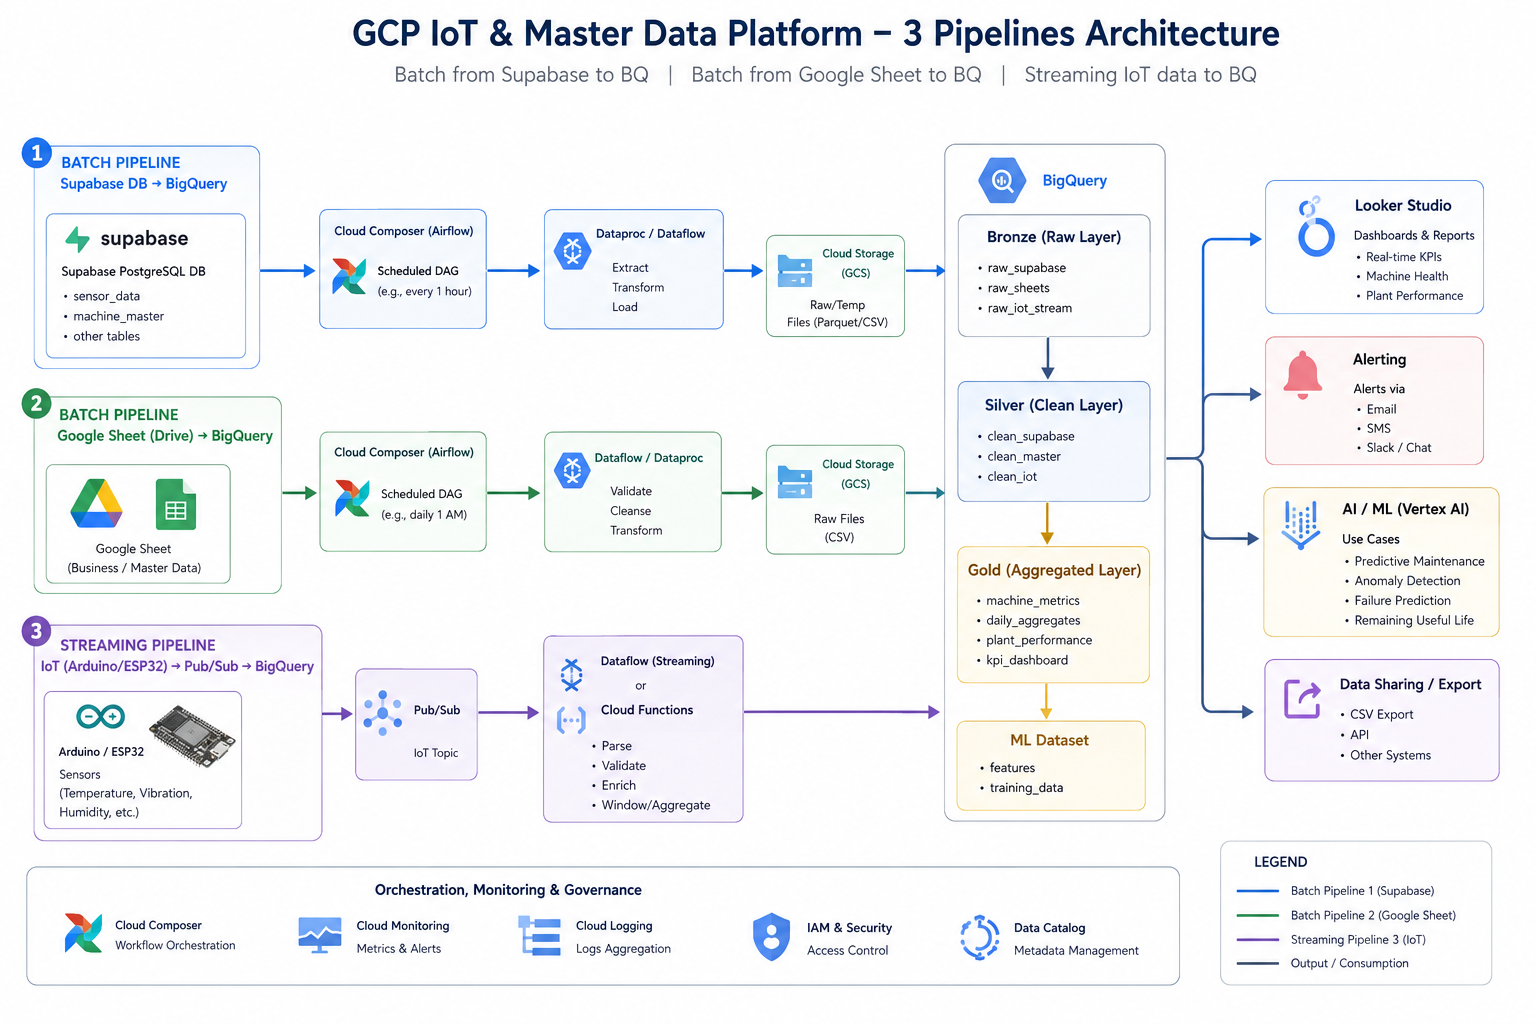 GCP IoT & Master Data Platform – 3 Pipelines Architecture
Batch from Supabase to BQ | Batch from Google Sheet to BQ | Streaming IoT data to BQ
1
BATCH PIPELINE
Supabase DB → BigQuery
supabase
Supabase PostgreSQL DB
• sensor_data
• machine_master
• other tables
Cloud Composer (Airflow)
Scheduled DAG
(e.g., every 1 hour)
Dataproc / Dataflow
Extract
Transform
Load
Cloud Storage
(GCS)
Raw/Temp
Files (Parquet/CSV)
2
BATCH PIPELINE
Google Sheet (Drive) → BigQuery
Google Sheet
(Business / Master Data)
Cloud Composer (Airflow)
Scheduled DAG
(e.g., daily 1 AM)
Dataflow / Dataproc
Validate
Cleanse
Transform
Cloud Storage
(GCS)
Raw Files
(CSV)
3
STREAMING PIPELINE
IoT (Arduino/ESP32) → Pub/Sub → BigQuery
Arduino / ESP32
Sensors
(Temperature, Vibration,
Humidity, etc.)
Pub/Sub
IoT Topic
Dataflow (Streaming)
or
Cloud Functions
• Parse
• Validate
• Enrich
• Window/Aggregate
BigQuery
Bronze (Raw Layer)
• raw_supabase
• raw_sheets
• raw_iot_stream
Silver (Clean Layer)
• clean_supabase
• clean_master
• clean_iot
Gold (Aggregated Layer)
• machine_metrics
• daily_aggregates
• plant_performance
• kpi_dashboard
ML Dataset
• features
• training_data
Looker Studio
Dashboards & Reports
• Real-time KPIs
• Machine Health
• Plant Performance
Alerting
Alerts via
• Email
• SMS
• Slack / Chat
AI / ML (Vertex AI)
Use Cases
• Predictive Maintenance
• Anomaly Detection
• Failure Prediction
• Remaining Useful Life
Data Sharing / Export
• CSV Export
• API
• Other Systems
Orchestration, Monitoring & Governance
Cloud Composer
Workflow Orchestration
Cloud Monitoring
Metrics & Alerts
Cloud Logging
Logs Aggregation
IAM & Security
Access Control
Data Catalog
Metadata Management
LEGEND
Batch Pipeline 1 (Supabase)
Batch Pipeline 2 (Google Sheet)
Streaming Pipeline 3 (IoT)
Output / Consumption